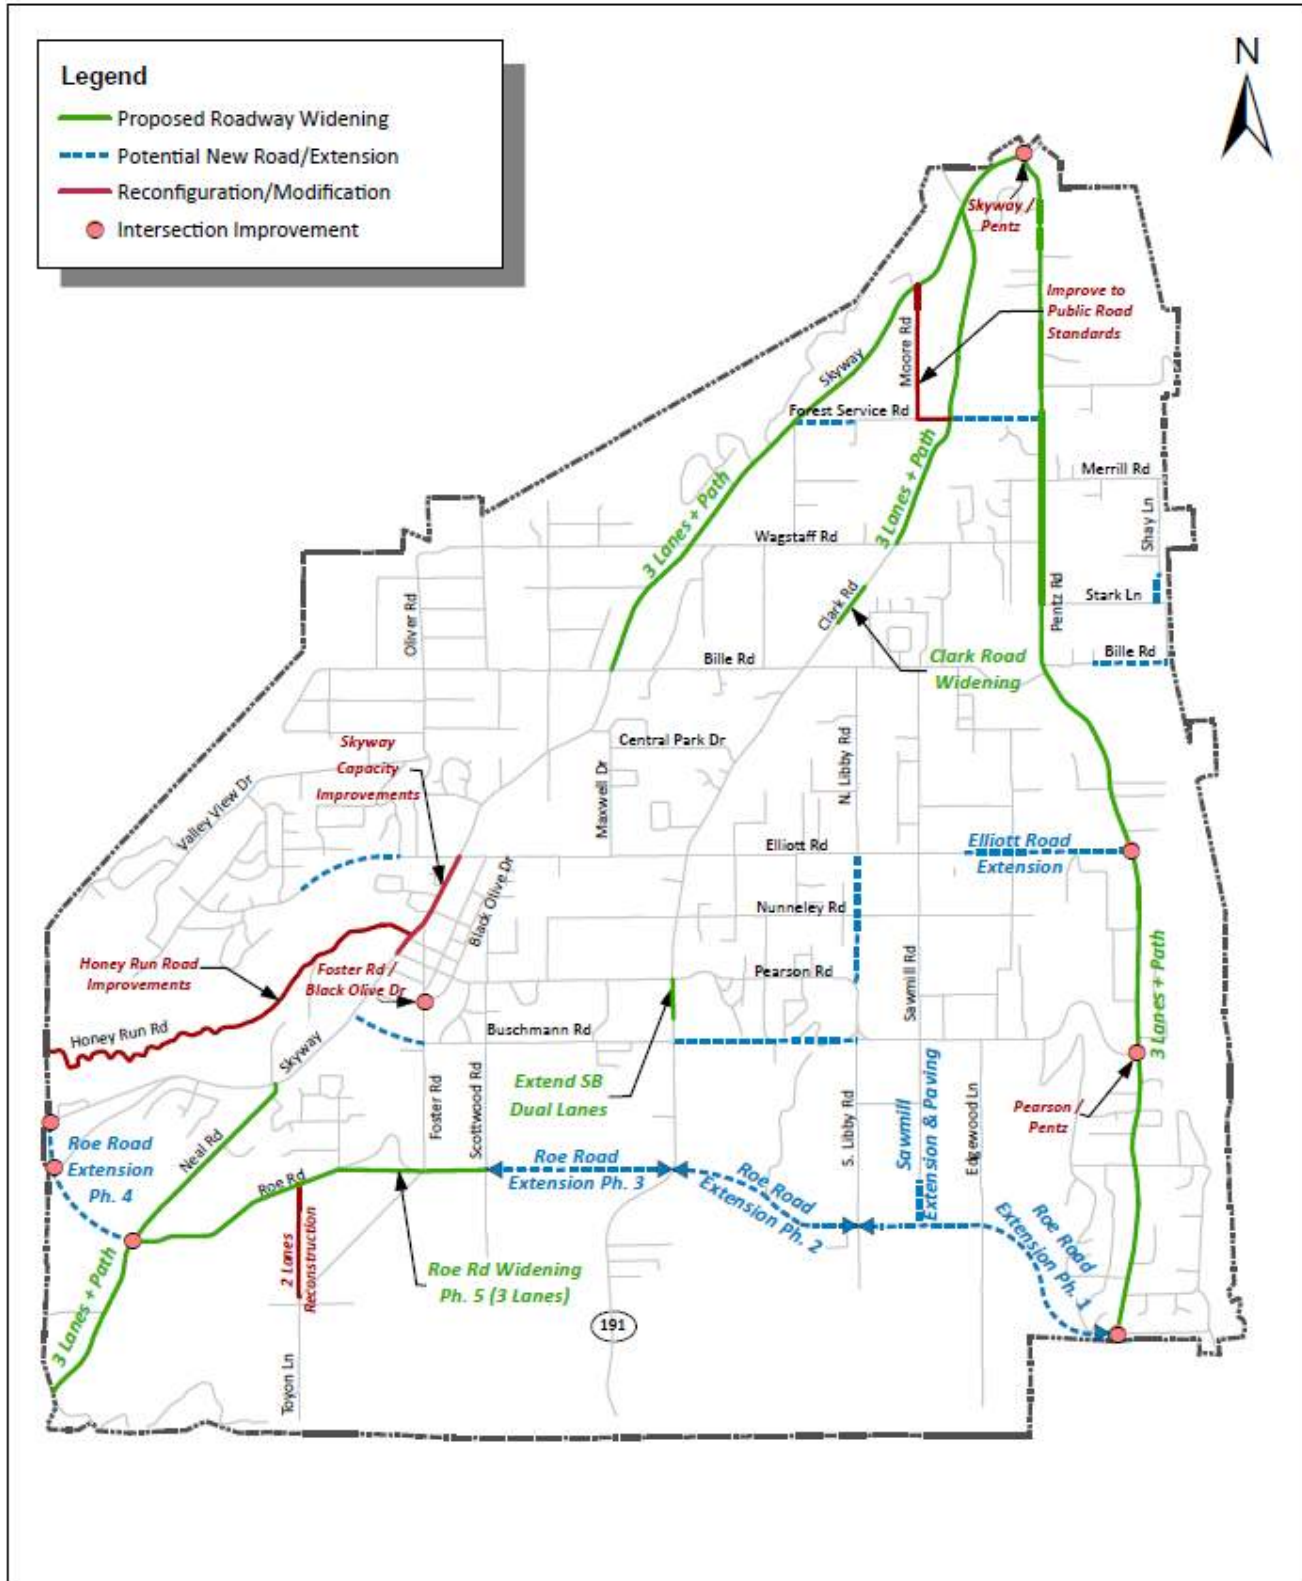 Legend
Proposed Roadway Widening
Potential New Road/Extension
Reconfiguration/Modification
Intersection Improvement
N
Skyway /
Pentz
Improve to
Public Road
Standards
Moore Rd
Skyway
Forest Service Rd
3 Lanes + Path
3 Lanes + Path
Merrill Rd
Wagstaff Rd
Shay Ln
Clark Rd
Pentz Rd
Stark Ln
Oliver Rd
Bille Rd
Bille Rd
Clark Road
Widening
Skyway
Capacity
Improvements
Central Park Dr
N. Libby Rd
Valley View Dr
Maxwell Dr
Elliott Rd
Elliott Road
Extension
Black Olive Dr
Nunneley Rd
Honey Run Road
Improvements
Foster Rd /
Black Olive Dr
Pearson Rd
Sawmill Rd
3 Lanes + Path
Honey Run Rd
Skyway
Buschmann Rd
Extend SB
Dual Lanes
Foster Rd
Scottwood Rd
S. Libby Rd
Sawmill
Extension & Paving
Edgewood Ln
Pearson /
Pentz
Roe Road
Extension
Ph. 4
Neal Rd
Roe Rd
Roe Road
Extension Ph. 3
Roe Road
Extension Ph. 2
Roe Road
Extension Ph. 1
2 Lanes
Reconstruction
3 Lanes + Path
Roe Rd Widening
Ph. 5 (3 Lanes)
191
Toyon Ln